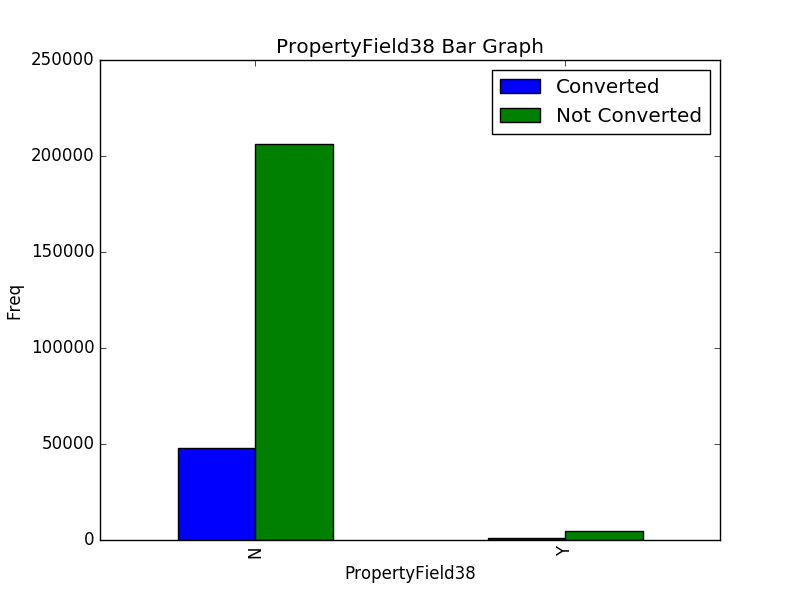 PropertyField38 Bar Graph
Converted
Not Converted
250000
200000
150000
100000
50000
0
Freq
N
Y
PropertyField38